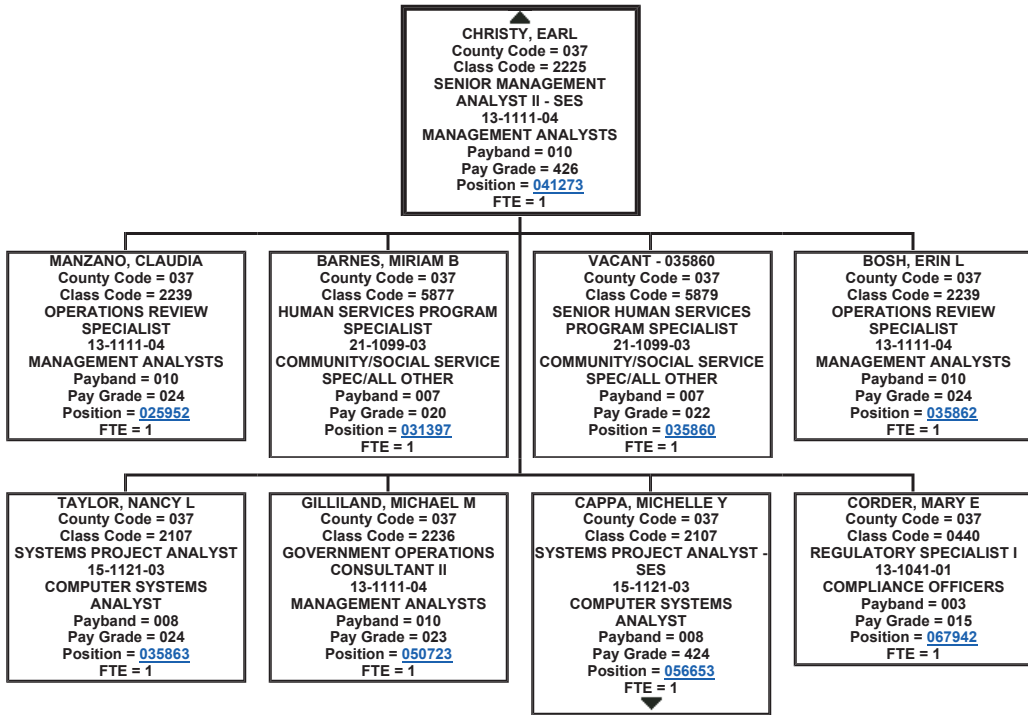 CHRISTY, EARL
County Code = 037
Class Code = 2225
SENIOR MANAGEMENT
ANALYST II - SES
13-1111-04
MANAGEMENT ANALYSTS
Payband = 010
Pay Grade = 426
Position = 041273
FTE = 1
MANZANO, CLAUDIA
County Code = 037
Class Code = 2239
OPERATIONS REVIEW
SPECIALIST
13-1111-04
MANAGEMENT ANALYSTS
Payband = 010
Pay Grade = 024
Position = 025952
FTE = 1
BARNES, MIRIAM B
County Code = 037
Class Code = 5877
HUMAN SERVICES PROGRAM
SPECIALIST
21-1099-03
COMMUNITY/SOCIAL SERVICE
SPEC/ALL OTHER
Payband = 007
Pay Grade = 020
Position = 031397
FTE = 1
VACANT - 035860
County Code = 037
Class Code = 5879
SENIOR HUMAN SERVICES
PROGRAM SPECIALIST
21-1099-03
COMMUNITY/SOCIAL SERVICE
SPEC/ALL OTHER
Payband = 007
Pay Grade = 022
Position = 035860
FTE = 1
BOSH, ERIN L
County Code = 037
Class Code = 2239
OPERATIONS REVIEW
SPECIALIST
13-1111-04
MANAGEMENT ANALYSTS
Payband = 010
Pay Grade = 024
Position = 035862
FTE = 1
TAYLOR, NANCY L
County Code = 037
Class Code = 2107
SYSTEMS PROJECT ANALYST
15-1121-03
COMPUTER SYSTEMS
ANALYST
Payband = 008
Pay Grade = 024
Position = 035863
FTE = 1
GILLILAND, MICHAEL M
County Code = 037
Class Code = 2236
GOVERNMENT OPERATIONS
CONSULTANT II
13-1111-04
MANAGEMENT ANALYSTS
Payband = 010
Pay Grade = 023
Position = 050723
FTE = 1
CAPPA, MICHELLE Y
County Code = 037
Class Code = 2107
SYSTEMS PROJECT ANALYST -
SES
15-1121-03
COMPUTER SYSTEMS
ANALYST
Payband = 008
Pay Grade = 424
Position = 056653
FTE = 1
CORDER, MARY E
County Code = 037
Class Code = 0440
REGULATORY SPECIALIST I
13-1041-01
COMPLIANCE OFFICERS
Payband = 003
Pay Grade = 015
Position = 067942
FTE = 1